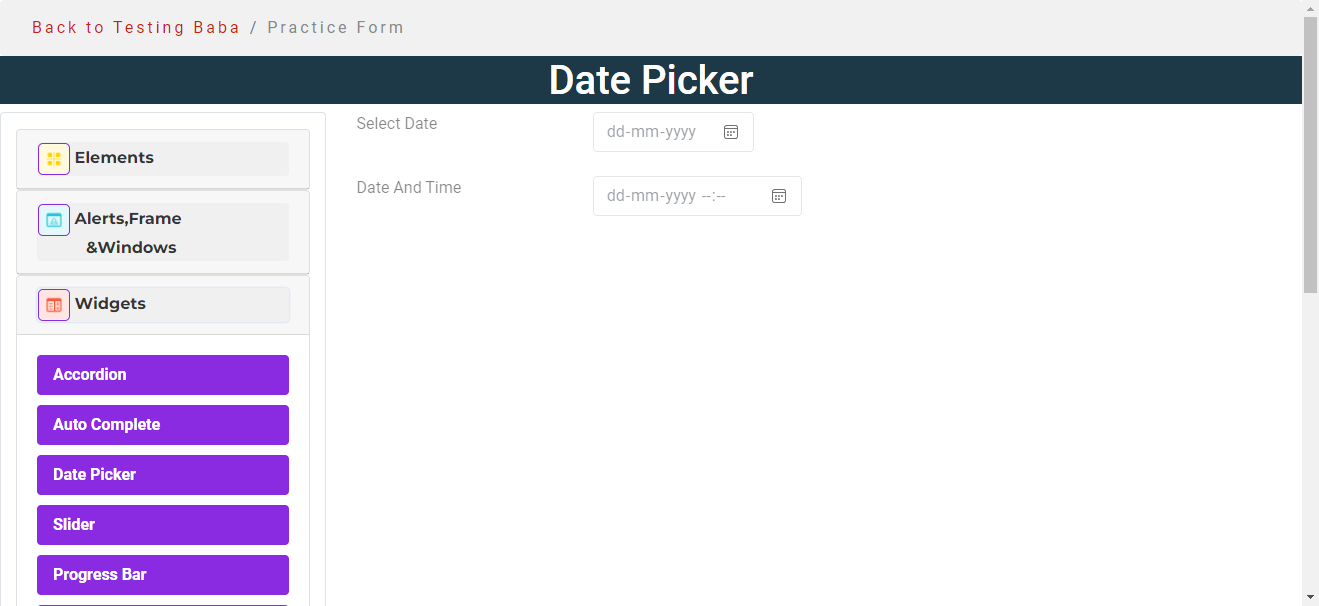 Back to Testing Baba / Practice Form
Date Picker
Elements
Alerts,Frame
&Windows
Widgets
Accordion
Auto Complete
Date Picker
Slider
Progress Bar
Select Date
dd-mm-yyyy
Date And Time
dd-mm-yyyy --:--